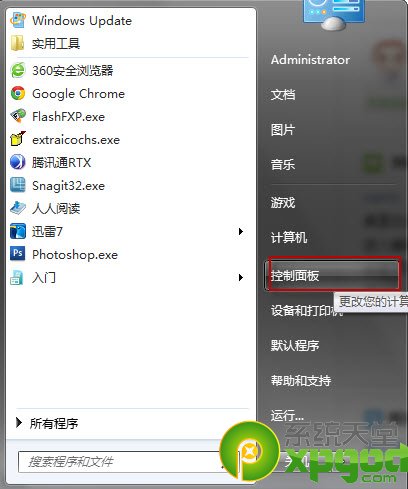 Windows Update
实用工具
360安全浏览器
Google Chrome
FlashFXP.exe
extraicochs.exe
腾讯通RTX
Snagit32.exe
人人阅读
迅雷7
Photoshop.exe
入门
所有程序
搜索程序和文件
Administrator
文档
图片
音乐
游戏
计算机
控制面板
更改您的计算
设备和打印机
默认程序
帮助和支持
运行...
系统天堂
xpgod